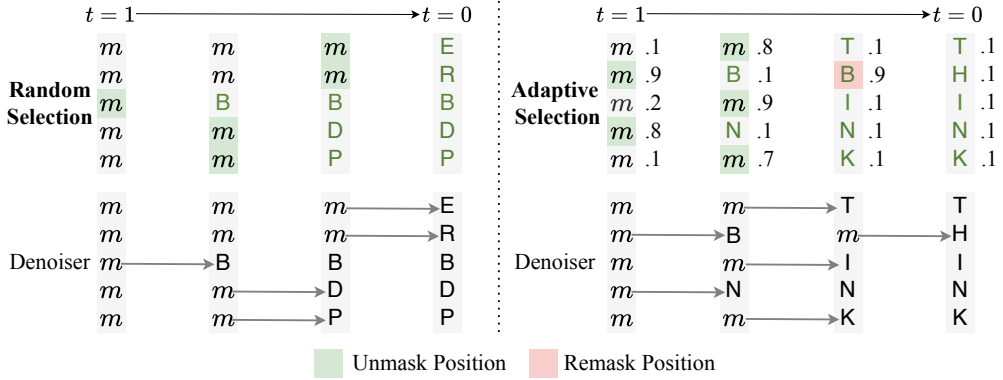 t = 1 t = 0 t = 1 t = 0
m m m E m .1 m .8 T .1 T .1
Random m m m R Adaptive m .9 B .1 B .9 H .1
Selection m B B B Selection m .2 m .9 I .1 I .1
m m D D m .8 N .1 N .1 N .1
m m P P m .1 m .7 K .1 K .1
m m m E m m T T
m m m R m B m H
Denoiser m B B B Denoiser m m I I
m m D D m N N N
m m P P m m K K
Unmask Position Remask Position